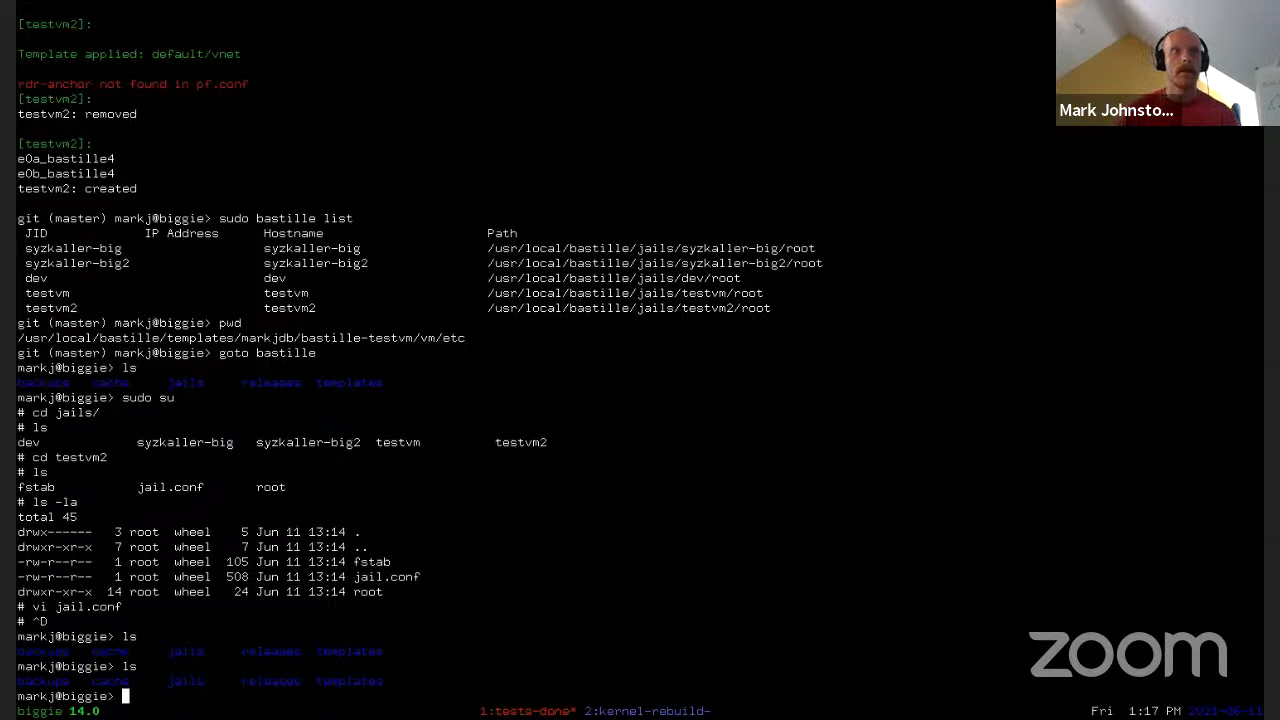 [testvm2]:
Template applied: default/vnet
rdr-anchor not found in pf.conf
[testvm2]:
testvm2: removed
[testvm2]:
e0a_bastille4
e0b_bastille4
testvm2: created
git (master) markj@biggie> sudo bastille list
JID IP Address Hostname Path
syzkaller-big syzkaller-big /usr/local/bastille/jails/syzkaller-big/root
syzkaller-big2 syzkaller-big2 /usr/local/bastille/jails/syzkaller-big2/root
dev dev /usr/local/bastille/jails/dev/root
testvm testvm /usr/local/bastille/jails/testvm/root
testvm2 testvm2 /usr/local/bastille/jails/testvm2/root
git (master) markj@biggie> pwd
/usr/local/bastille/templates/markjdb/bastille-testvm/vm/etc
git (master) markj@biggie> goto bastille
markj@biggie> ls
backups cache jails releases templates
markj@biggie> sudo su
# cd jails/
# ls
dev syzkaller-big syzkaller-big2 testvm testvm2
# cd testvm2
# ls
fstab jail.conf root
# ls -la
total 45
drwx------ 3 root wheel 5 Jun 11 13:14 .
drwxr-xr-x 7 root wheel 7 Jun 11 13:14 ..
-rw-r--r-- 1 root wheel 105 Jun 11 13:14 fstab
-rw-r--r-- 1 root wheel 508 Jun 11 13:14 jail.conf
drwxr-xr-x 14 root wheel 24 Jun 11 13:14 root
# vi jail.conf
# ^D
markj@biggie> ls
backups cache jails releases templates
markj@biggie> ls
backups cache jails releases templates
markj@biggie>
biggie 14.0 1:tests-done* 2:kernel-rebuild- Fri 1:17 PM 2021-06-11
Mark Johnsto...
zoom